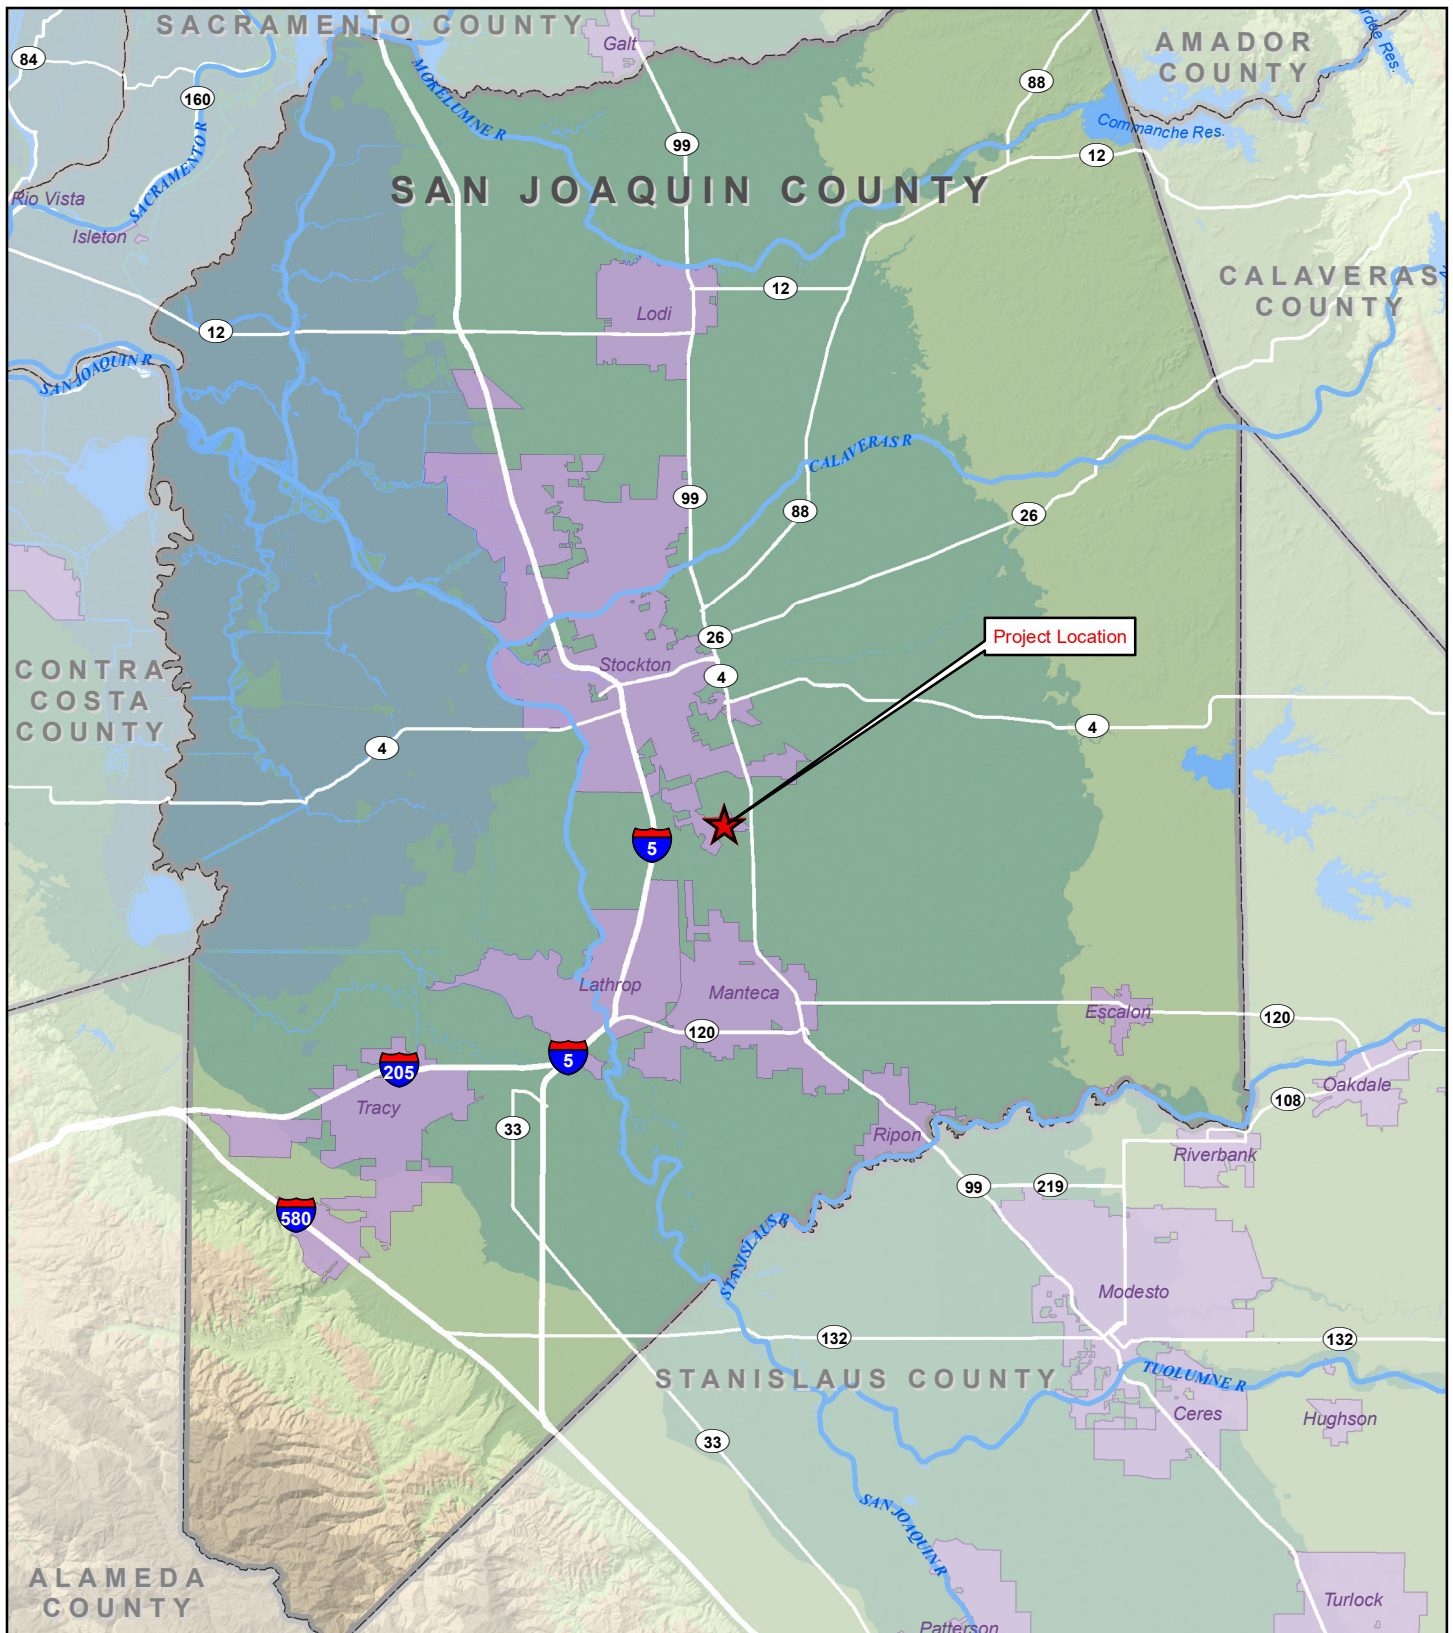 SACRAMENTO COUNTY
Galt
AMADOR
COUNTY
84
160
SACRAMENTO R
MOKELUMNE R
99
88
Commanche Res.
12
Rio Vista
Isleton
SAN JOAQUIN COUNTY
CALAVERAS
COUNTY
12
Lodi
12
SAN JOAQUIN R
CALAVERAS R
99
88
26
Project Location
26
Stockton
4
CONTRA
COSTA
COUNTY
4
4
5
Lathrop
Manteca
Escalon
120
120
5
205
Oakdale
Tracy
108
33
Ripon
Riverbank
99
219
580
STANISLAUS R
Modesto
132
132
STANISLAUS COUNTY
TUOLUMNE R
Ceres
Hughson
33
SAN JOAQUIN R
ALAMEDA
COUNTY
Turlock
Patterson